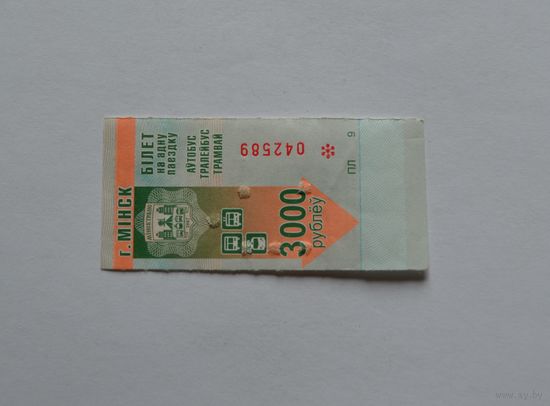 г. МІНСК
БІЛЕТ
на адну
паездку
АЎТОБУС
ТРАЛЕЙБУС
ТРАМВАЙ
042589
3000
рублёў
ПЛ 9
www.ay.by